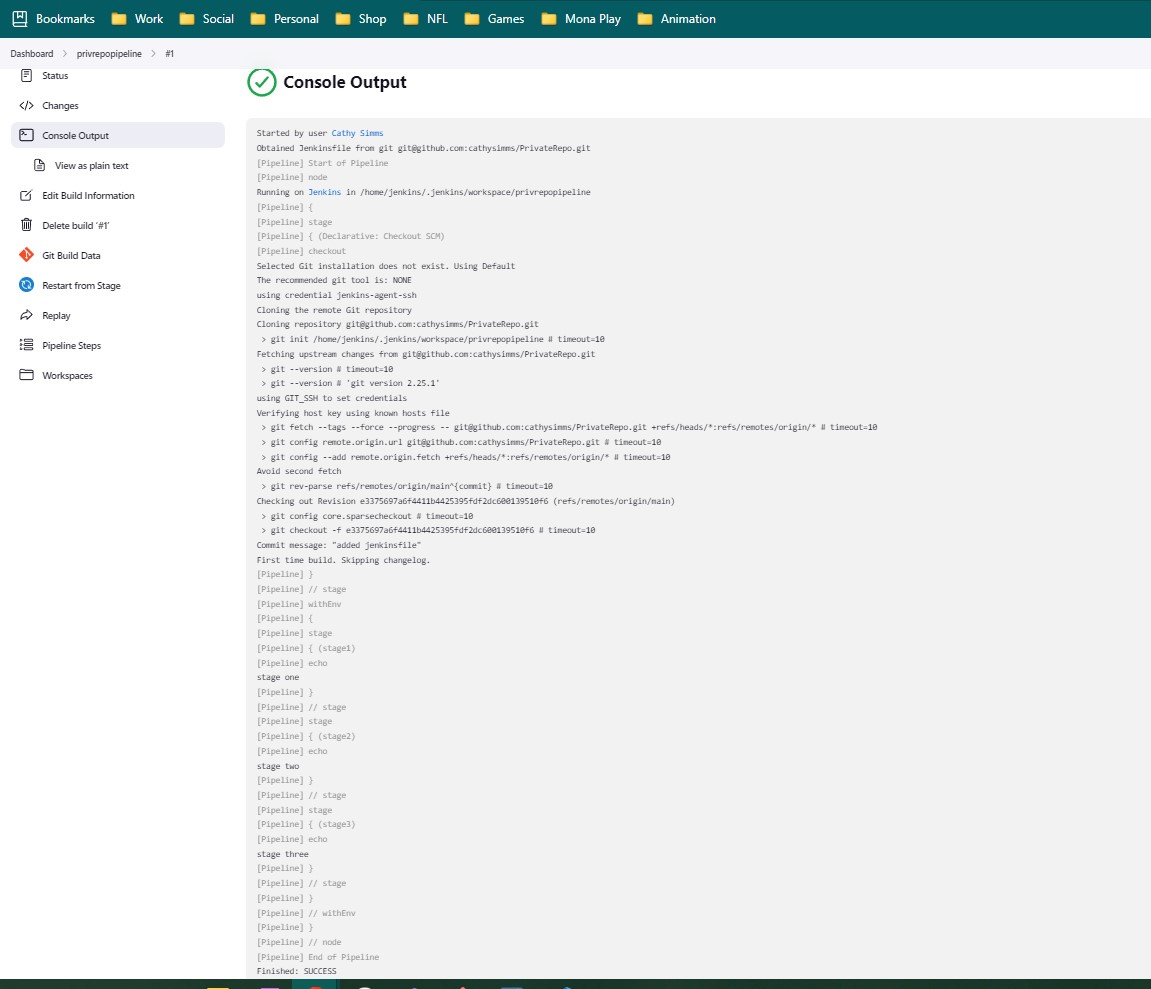 Bookmarks Work Social Personal Shop NFL Games Mona Play Animation
Dashboard > privrepopipeline > #1
Status
Changes
Console Output
View as plain text
Edit Build Information
Delete build '#1'
Git Build Data
Restart from Stage
Replay
Pipeline Steps
Workspaces
Console Output
Started by user Cathy Simms
Obtained Jenkinsfile from git git@github.com:cathysimms/PrivateRepo.git
[Pipeline] Start of Pipeline
[Pipeline] node
Running on Jenkins in /home/jenkins/.jenkins/workspace/privrepopipeline
[Pipeline] {
[Pipeline] stage
[Pipeline] { (Declarative: Checkout SCM)
[Pipeline] checkout
Selected Git installation does not exist. Using Default
The recommended git tool is: NONE
using credential jenkins-agent-ssh
Cloning the remote Git repository
Cloning repository git@github.com:cathysimms/PrivateRepo.git
> git init /home/jenkins/.jenkins/workspace/privrepopipeline # timeout=10
Fetching upstream changes from git@github.com:cathysimms/PrivateRepo.git
> git --version # timeout=10
> git --version # 'git version 2.25.1'
using GIT_SSH to set credentials
Verifying host key using known hosts file
> git fetch --tags --force --progress -- git@github.com:cathysimms/PrivateRepo.git +refs/heads/*:refs/remotes/origin/* # timeout=10
> git config remote.origin.url git@github.com:cathysimms/PrivateRepo.git # timeout=10
> git config --add remote.origin.fetch +refs/heads/*:refs/remotes/origin/* # timeout=10
Avoid second fetch
> git rev-parse refs/remotes/origin/main^{commit} # timeout=10
Checking out Revision e3375697a6f4411b4425395fdf2dc600139510f6 (refs/remotes/origin/main)
> git config core.sparsecheckout # timeout=10
> git checkout -f e3375697a6f4411b4425395fdf2dc600139510f6 # timeout=10
Commit message: "added jenkinsfile"
First time build. Skipping changelog.
[Pipeline] }
[Pipeline] // stage
[Pipeline] withEnv
[Pipeline] {
[Pipeline] stage
[Pipeline] { (stage1)
[Pipeline] echo
stage one
[Pipeline] }
[Pipeline] // stage
[Pipeline] stage
[Pipeline] { (stage2)
[Pipeline] echo
stage two
[Pipeline] }
[Pipeline] // stage
[Pipeline] stage
[Pipeline] { (stage3)
[Pipeline] echo
stage three
[Pipeline] }
[Pipeline] // stage
[Pipeline] }
[Pipeline] // withEnv
[Pipeline] }
[Pipeline] // node
[Pipeline] End of Pipeline
Finished: SUCCESS